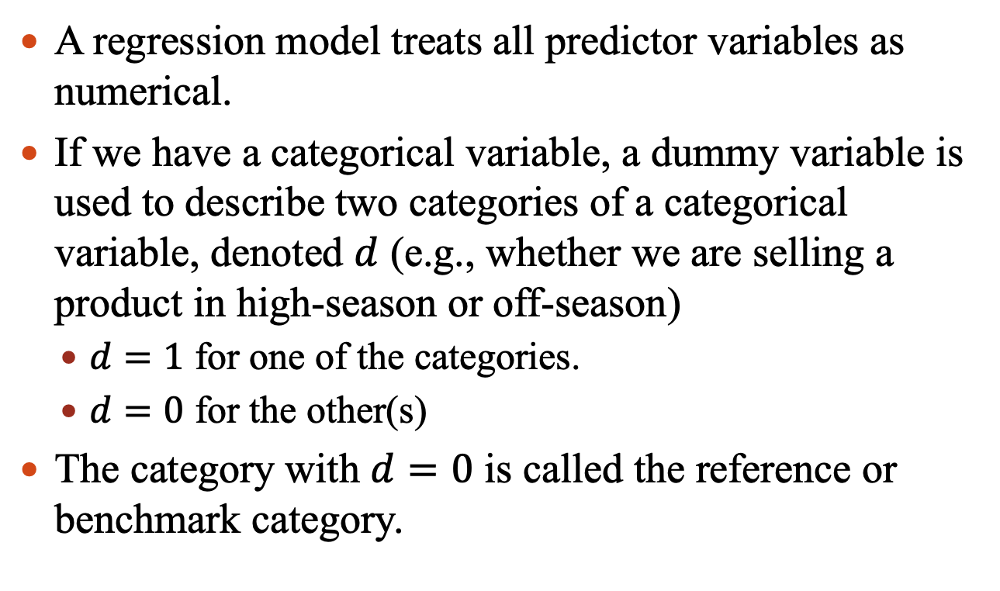 • A regression model treats all predictor variables as
numerical.
• If we have a categorical variable, a dummy variable is
used to describe two categories of a categorical
variable, denoted d (e.g., whether we are selling a
product in high-season or off-season)
• d = 1 for one of the categories.
• d = 0 for the other(s)
• The category with d = 0 is called the reference or
benchmark category.